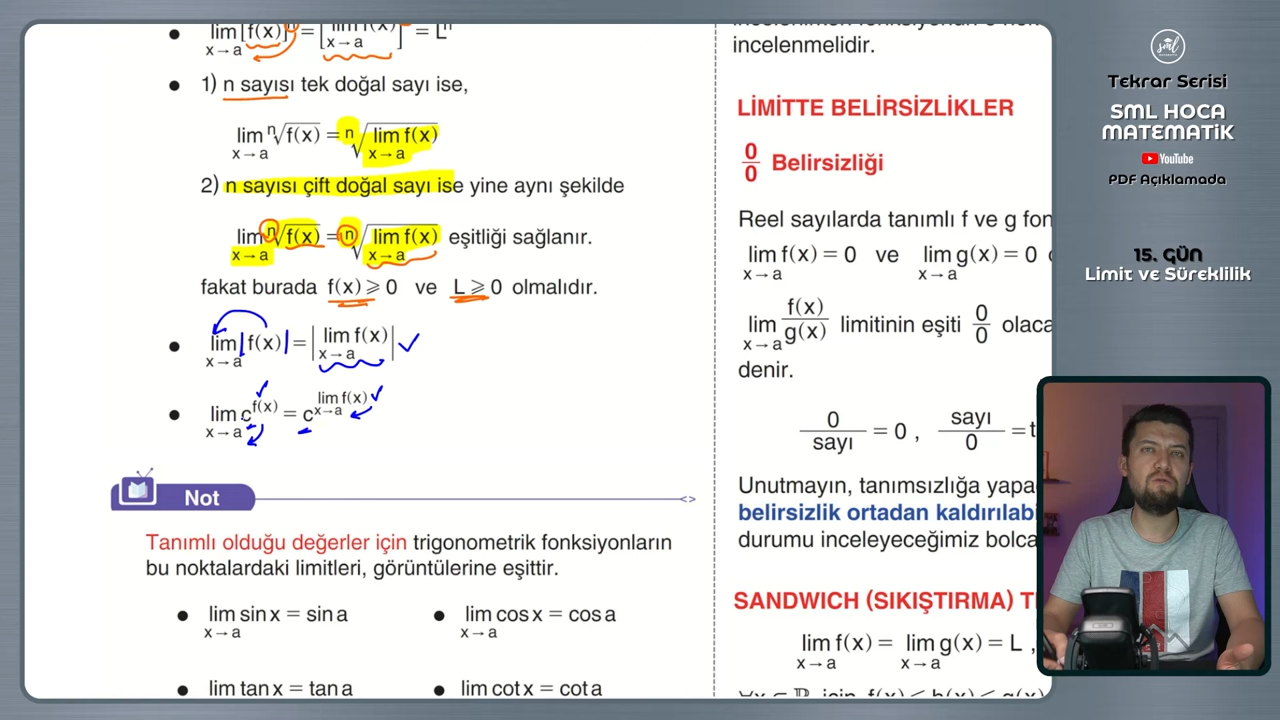 lim [f(x)]ⁿ = [lim f(x)]ⁿ = Lⁿ
x→a x→a
1) n sayısı tek doğal sayı ise,
lim ⁿ√f(x) = ⁿ√lim f(x)
x→a x→a
2) n sayısı çift doğal sayı ise yine aynı şekilde
lim ⁿ√f(x) = ⁿ√lim f(x) eşitliği sağlanır.
x→a x→a
fakat burada f(x) ⩾ 0 ve L ⩾ 0 olmalıdır.
lim |f(x)| = |lim f(x)|
x→a x→a
lim c^f(x) = c^lim f(x)
x→a x→a
Not
Tanımlı olduğu değerler için trigonometrik fonksiyonların
bu noktalardaki limitleri, görüntülerine eşittir.
lim sin x = sin a
x→a
lim cos x = cos a
x→a
lim tan x = tan a
lim cot x = cot a
incelenmelidir.
LİMİTTE BELİRSİZLİKLER
0/0 Belirsizliği
Reel sayılarda tanımlı f ve g fon
lim f(x) = 0 ve lim g(x) = 0
x→a x→a
lim f(x)/g(x) limitinin eşiti 0/0 olaca
x→a
denir.
0/sayı = 0 , sayı/0 = t
Unutmayın, tanımsızlığa yapa
belirsizlik ortadan kaldırılabi
durumu inceleyeceğimiz bolca
SANDWICH (SIKIŞTIRMA) T
lim f(x) = lim g(x) = L ,
x→a x→a
sml
Tekrar Serisi
SML HOCA
MATEMATİK
YouTube
PDF Açıklamada
15. GÜN
Limit ve Süreklilik